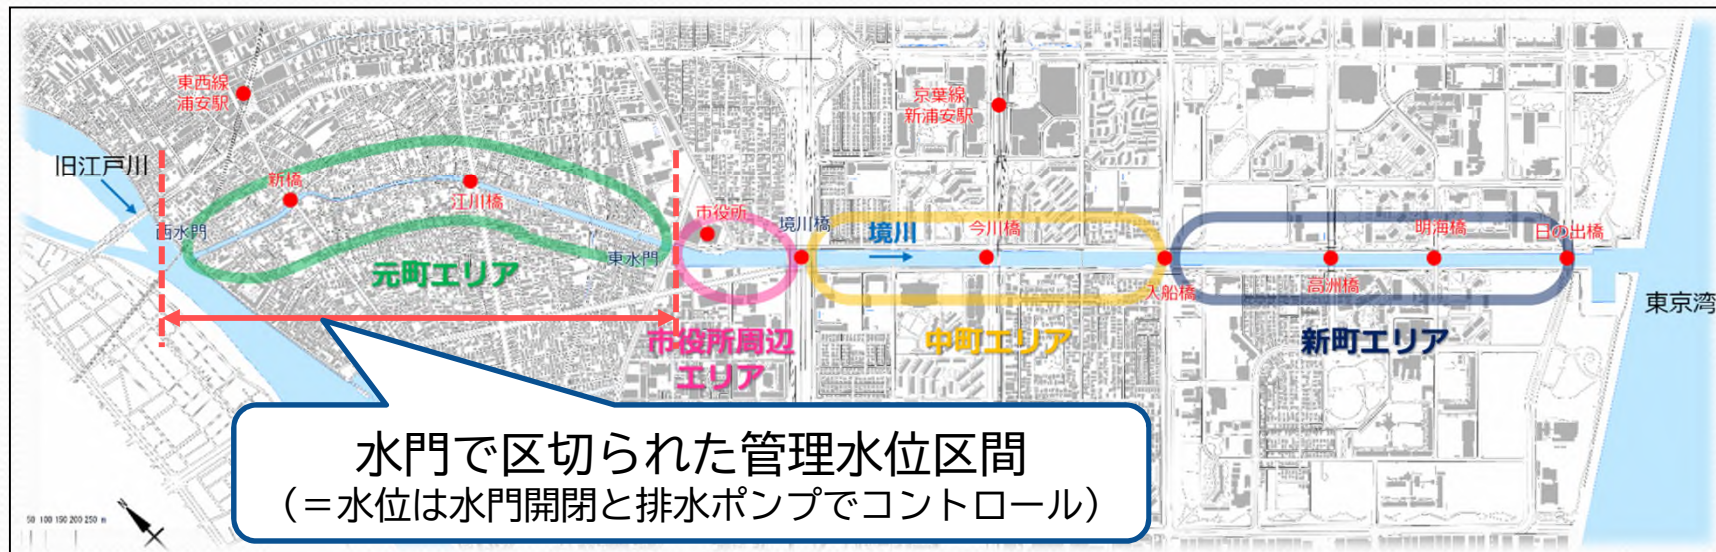 東西線
浦安駅
京葉線
新浦安駅
旧江戸川
新橋
江川橋
市役所
境川橋
境川
今川橋
明海橋
日の出橋
西水門
東水門
元町エリア
入船橋
高洲橋
東京湾
市役所周辺
エリア
中町エリア
新町エリア
水門で区切られた管理水位区間
(=水位は水門開閉と排水ポンプでコントロール)
50 100 150 200 250 m